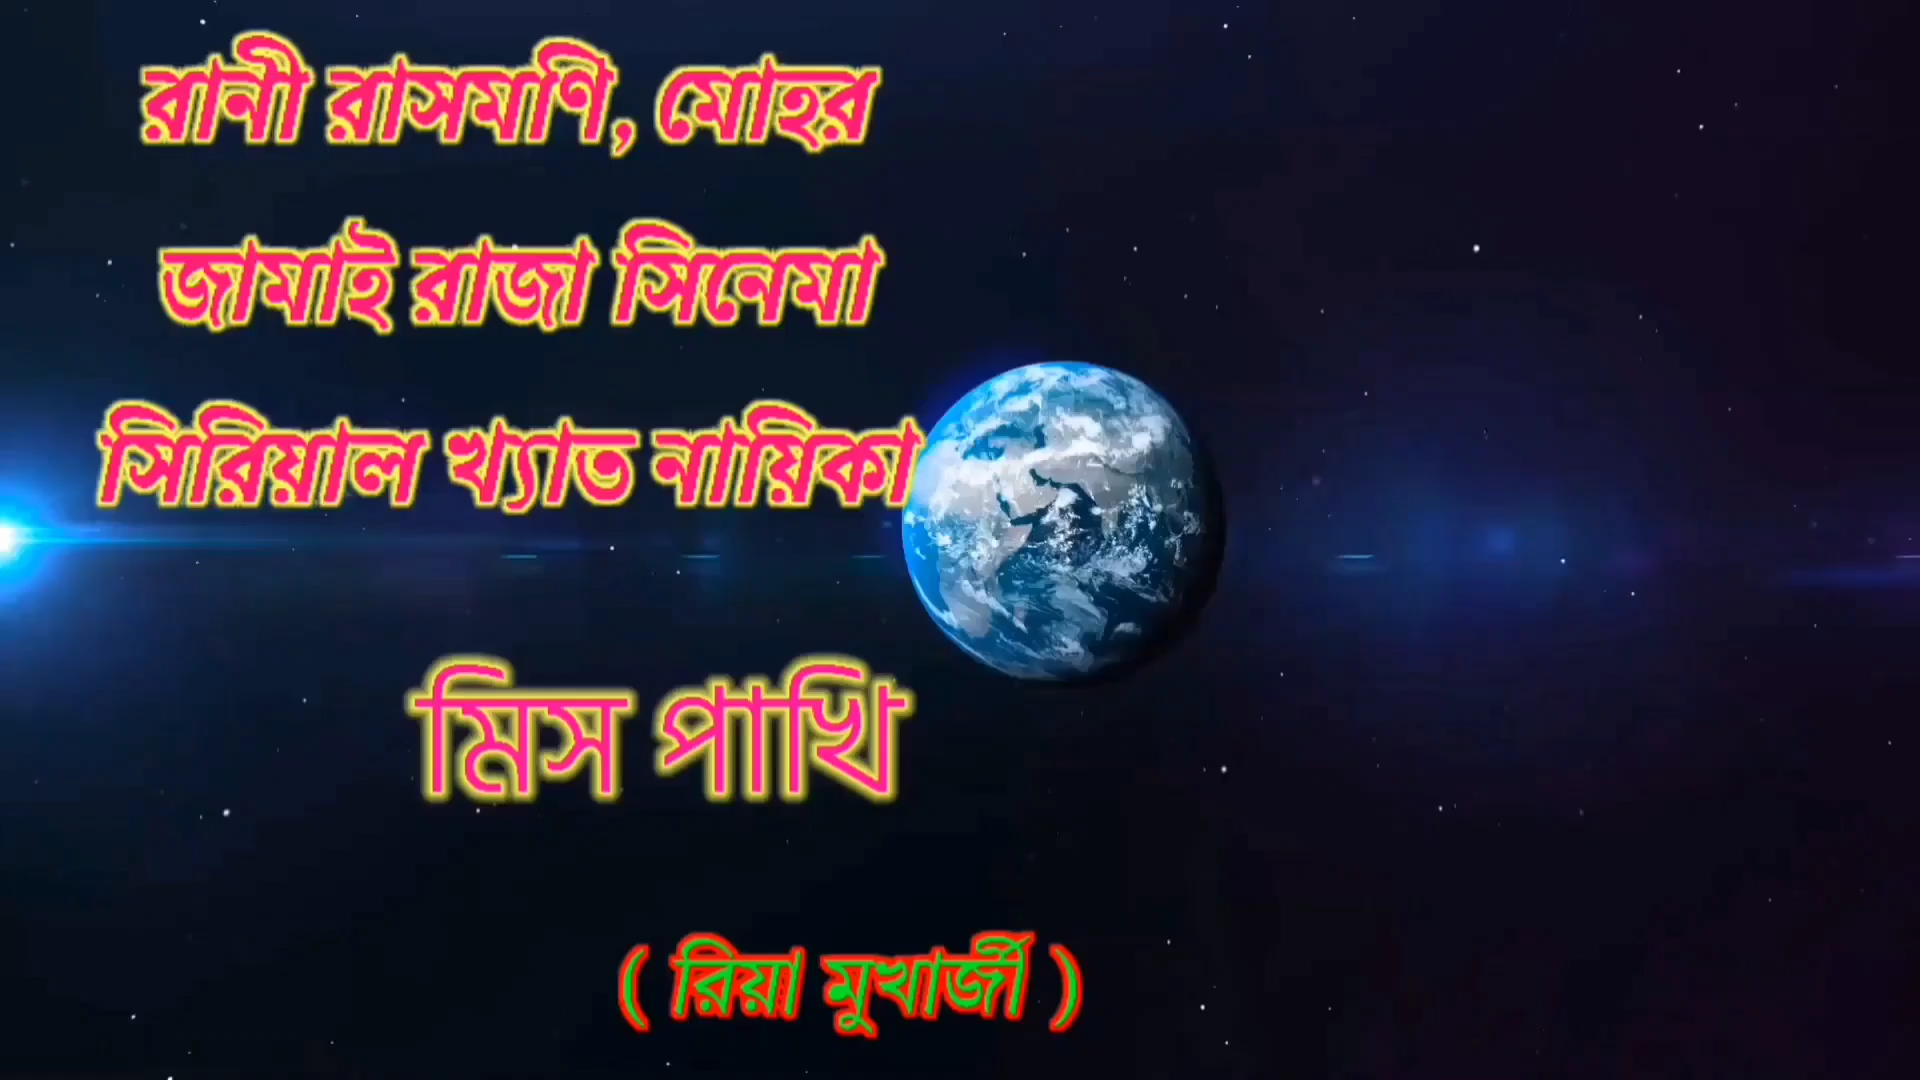 রানী রাসমণি, মোহর
জামাই রাজা সিনেমা
সিরিয়াল খ্যাত নায়িকা
মিস পাখি
( রিয়া মুখার্জী )